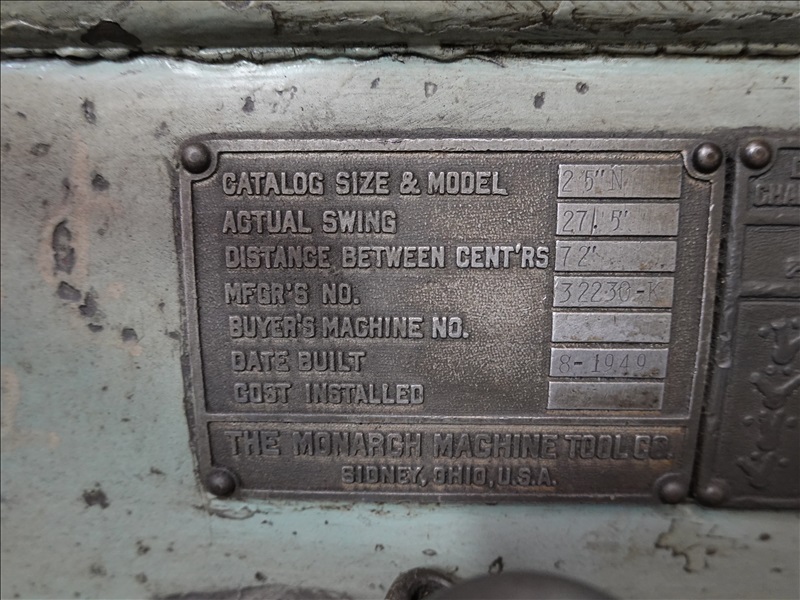 CATALOG SIZE & MODEL 25"N
ACTUAL SWING 27.5"
DISTANCE BETWEEN CENT'RS 72"
MFGR'S NO. 32230-K
BUYER'S MACHINE NO.
DATE BUILT 8-1949
COST INSTALLED
THE MONARCH MACHINE TOOL CO.
SIDNEY, OHIO, U.S.A.